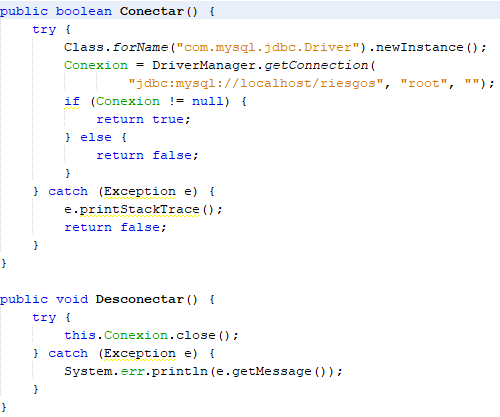 public boolean Conectar() {
    try {
        Class.forName("com.mysql.jdbc.Driver").newInstance();
        Conexion = DriverManager.getConnection(
                "jdbc:mysql://localhost/riesgos", "root", "");
        if (Conexion != null) {
            return true;
        } else {
            return false;
        }
    } catch (Exception e) {
        e.printStackTrace();
        return false;
    }
}

public void Desconectar() {
    try {
        this.Conexion.close();
    } catch (Exception e) {
        System.err.println(e.getMessage());
    }
}